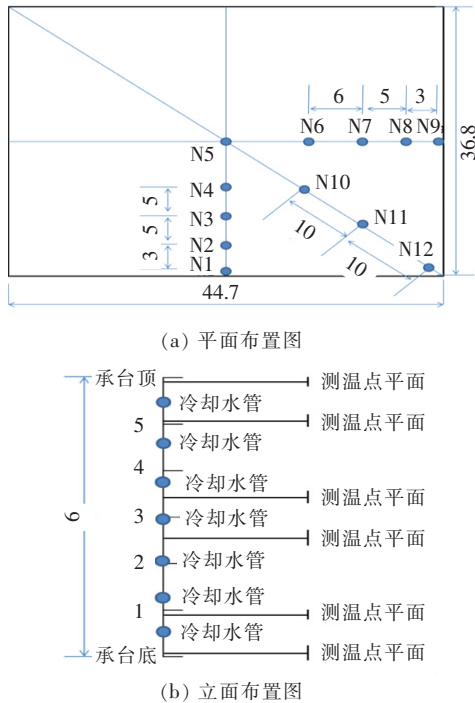 6
5
3
N6
N7
N8
N9
N5
36.8
N4
N10
5
N3
N11
5
10
N2
N12
3
10
N1
44.7
(a) 平面布置图
承台顶
测温点平面
冷却水管
5
测温点平面
冷却水管
4
冷却水管
测温点平面
3
冷却水管
6
测温点平面
2
冷却水管
冷却水管
1
测温点平面
冷却水管
承台底
测温点平面
(b) 立面布置图